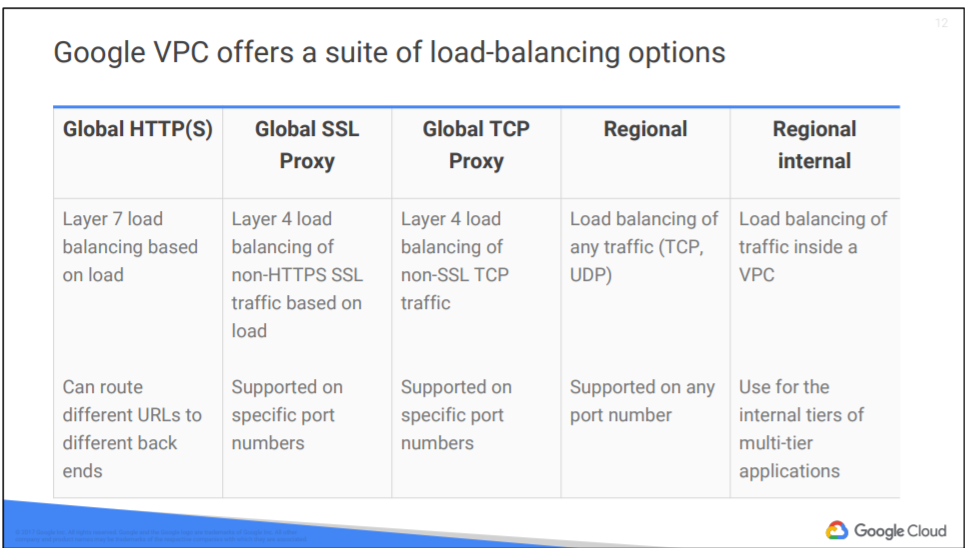 12
Google VPC offers a suite of load-balancing options
Global HTTP(S)
Global SSL
Proxy
Global TCP
Proxy
Regional
Regional
internal
Layer 7 load
balancing based
on load
Layer 4 load
balancing of
non-HTTPS SSL
traffic based on
load
Layer 4 load
balancing of
non-SSL TCP
traffic
Load balancing of
any traffic (TCP,
UDP)
Load balancing of
traffic inside a
VPC
Can route
different URLs to
different back
ends
Supported on
specific port
numbers
Supported on
specific port
numbers
Supported on any
port number
Use for the
internal tiers of
multi-tier
applications
Google Cloud